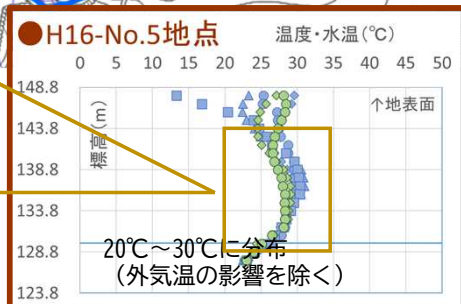 ●H16-No.5地点
温度・水温(℃)
0 5 10 15 20 25 30 35 40 45 50
148.8
↑地表面
143.8
標高(m)
138.8
133.8
128.8
20℃～30℃に分布
（外気温の影響を除く）
123.8